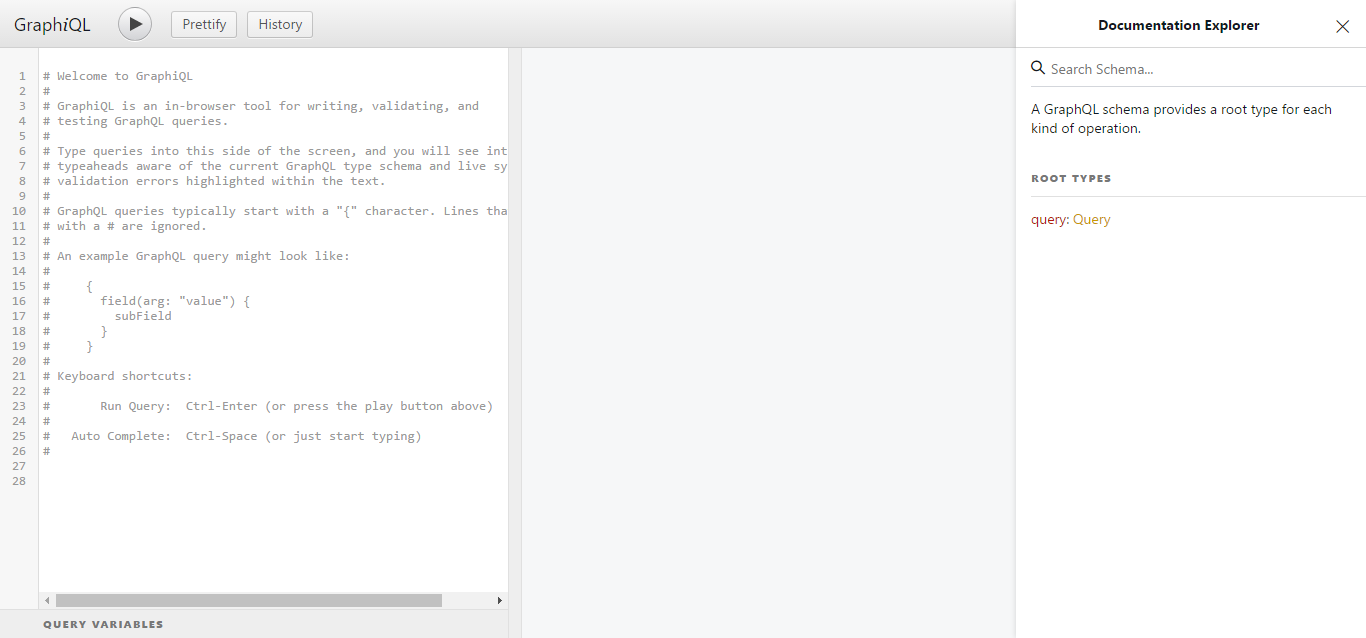 GraphiQL
Prettify
History
1 # Welcome to GraphiQL
2 #
3 # GraphiQL is an in-browser tool for writing, validating, and
4 # testing GraphQL queries.
5 #
6 # Type queries into this side of the screen, and you will see int
7 # typeaheads aware of the current GraphQL type schema and live sy
8 # validation errors highlighted within the text.
9 #
10 # GraphQL queries typically start with a "{" character. Lines tha
11 # with a # are ignored.
12 #
13 # An example GraphQL query might look like:
14 #
15 #     {
16 #       field(arg: "value") {
17 #         subField
18 #       }
19 #     }
20 #
21 # Keyboard shortcuts:
22 #
23 #       Run Query:  Ctrl-Enter (or press the play button above)
24 #
25 #   Auto Complete:  Ctrl-Space (or just start typing)
26 #
27
28
QUERY VARIABLES
Documentation Explorer
Search Schema...
A GraphQL schema provides a root type for each
kind of operation.
ROOT TYPES
query: Query